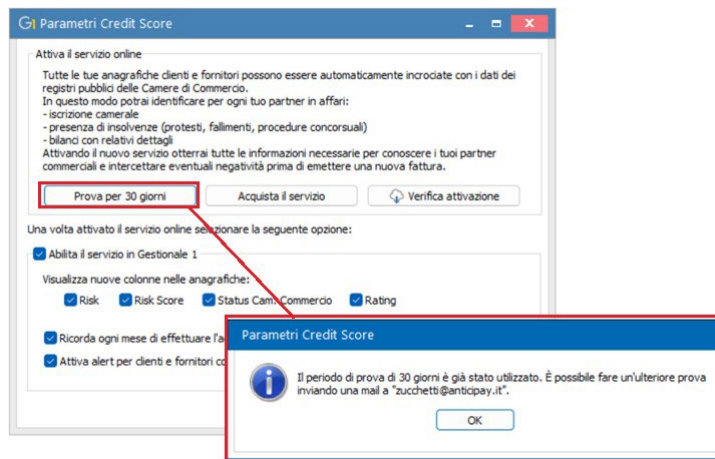 G1 Parametri Credit Score
Attiva il servizio online
Tutte le tue anagrafiche clienti e fornitori possono essere automaticamente incrociate con i dati dei
registri pubblici delle Camere di Commercio.
In questo modo potrai identificare per ogni tuo partner in affari:
- iscrizione camerale
- presenza di insolvenze (protesti, fallimenti, procedure concorsuali)
- bilanci con relativi dettagli
Attivando il nuovo servizio otterrai tutte le informazioni necessarie per conoscere i tuoi partner
commerciali e intercettare eventuali negatività prima di emettere una nuova fattura.
Prova per 30 giorni Acquista il servizio Verifica attivazione
Una volta attivato il servizio online selezionare la seguente opzione:
Abilita il servizio in Gestionale 1
Visualizza nuove colonne nelle anagrafiche:
Risk Risk Score Status Cam. Commercio Rating
Ricorda ogni mese di effettuare
Attiva alert per clienti e fornitori
Parametri Credit Score
Il periodo di prova di 30 giorni è già stato utilizzato. È possibile fare un'ulteriore prova
inviando una mail a "zucchetti@anticipay.it".
OK